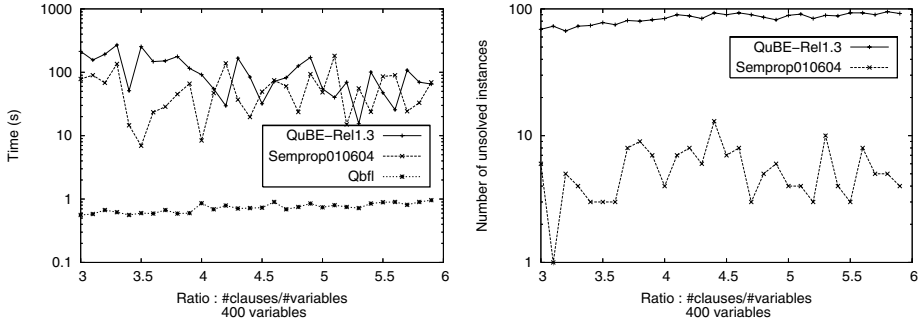 1000
100
10
1
0.1
Time (s)
QuBE-Rel1.3
Semprop010604
Qbfl
3 3.5 4 4.5 5 5.5 6
Ratio : #clauses/#variables
400 variables
100
10
1
Number of unsolved instances
QuBE-Rel1.3
Semprop010604
3 3.5 4 4.5 5 5.5 6
Ratio : #clauses/#variables
400 variables